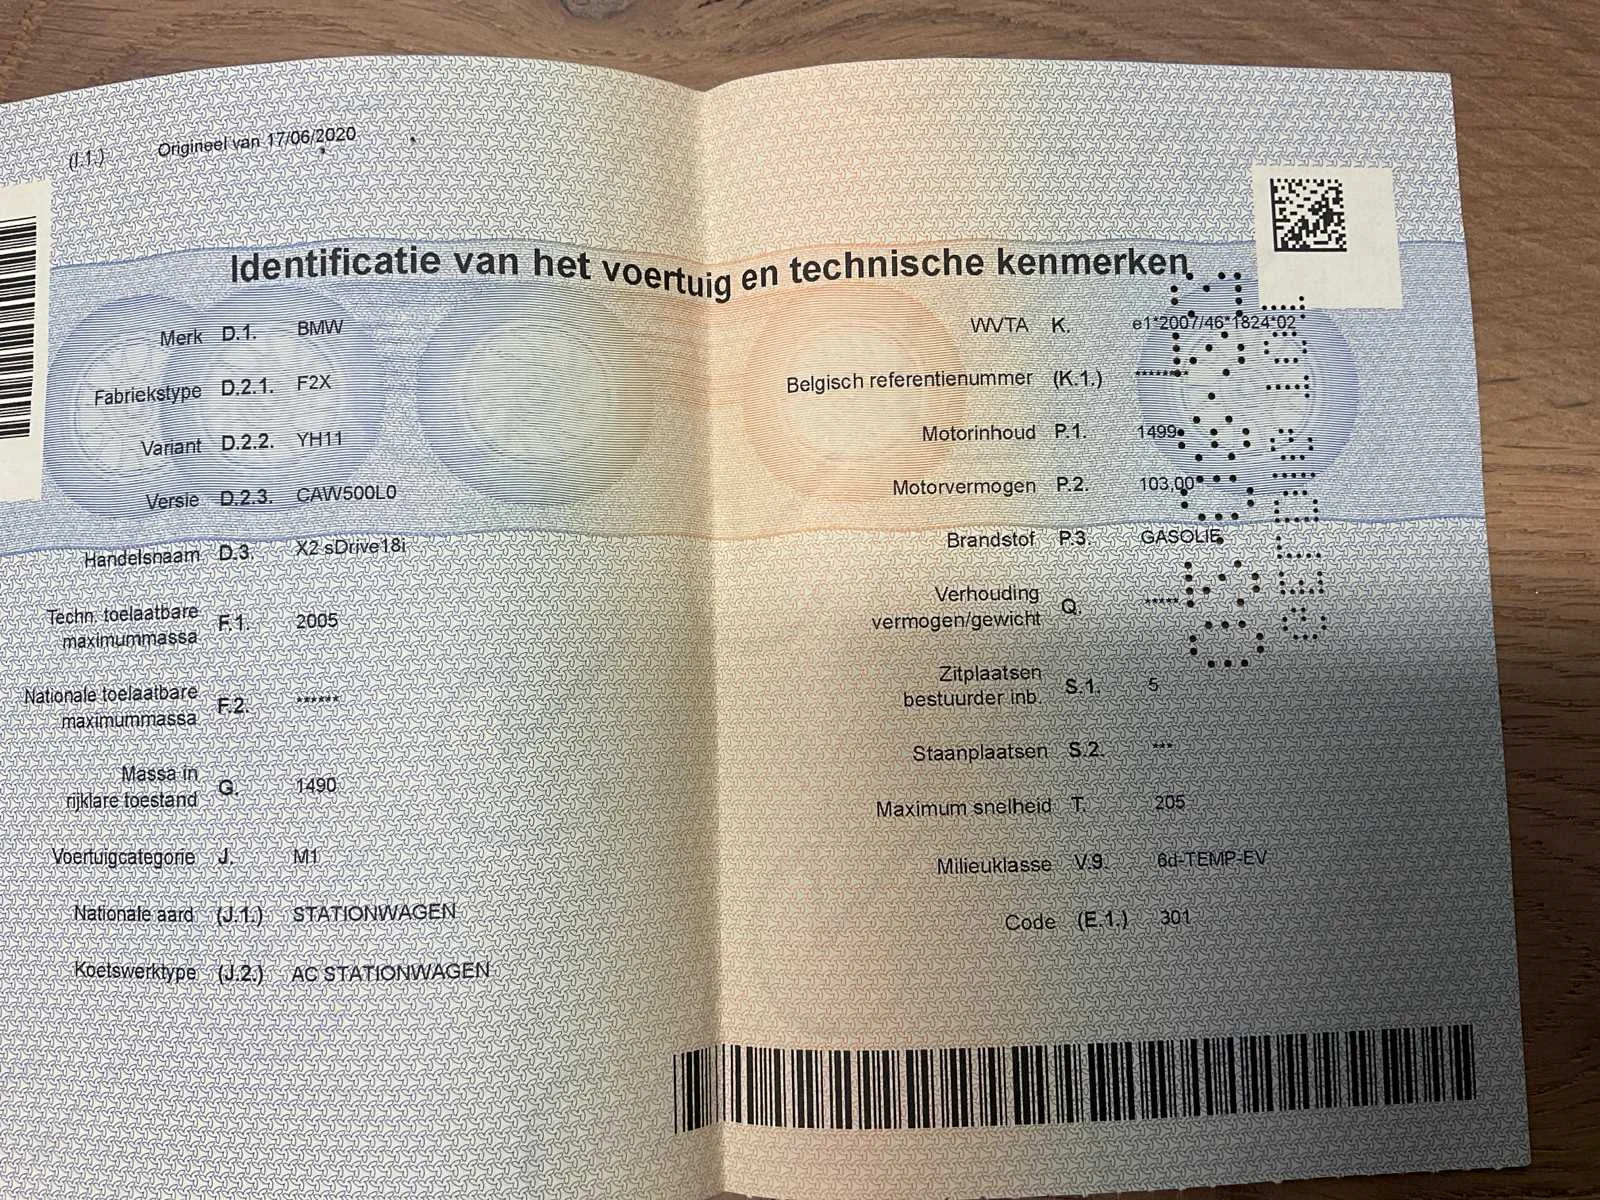 (I.1.) Origineel van 17/06/2020
Identificatie van het voertuig en technische kenmerken
Merk D.1. BMW
Fabriekstype D.2.1. F2X
Variant D.2.2. YH11
Versie D.2.3. CAW500L0
Handelsnaam D.3. X2 sDrive18i
Techn. toelaatbare
maximummassa F.1. 2005
Nationale toelaatbare
maximummassa F.2. ******
Massa in
rijklare toestand G. 1490
Voertuigcategorie J. M1
Nationale aard (J.1.) STATIONWAGEN
Koetswerktype (J.2.) AC STATIONWAGEN
WVTA K. e1*2007/46*1824*02
Belgisch referentienummer (K.1.) ********
Motorinhoud P.1. 1499
Motorvermogen P.2. 103,00
Brandstof P.3. GASOLIE
Verhouding
vermogen/gewicht Q. *****
Zitplaatsen
bestuurder inb. S.1. 5
Staanplaatsen S.2. ***
Maximum snelheid T. 205
Milieuklasse V.9. 6d-TEMP-EV
Code (E.1.) 301